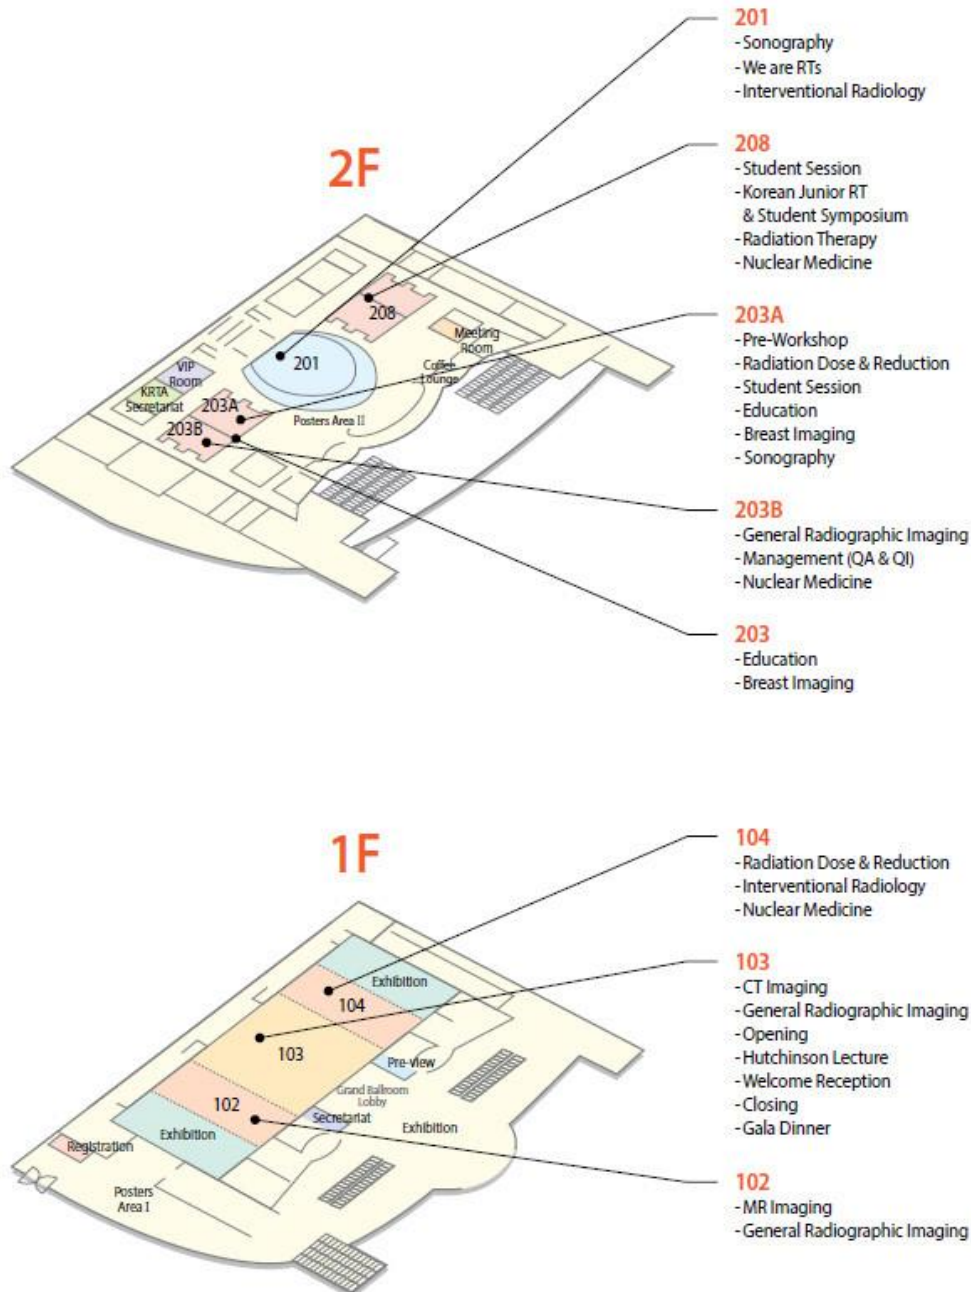 2F
201
- Sonography
- We are RTs
- Interventional Radiology
208
- Student Session
- Korean Junior RT
& Student Symposium
- Radiation Therapy
- Nuclear Medicine
203A
- Pre-Workshop
- Radiation Dose & Reduction
- Student Session
- Education
- Breast Imaging
- Sonography
203B
- General Radiographic Imaging
- Management (QA & QI)
- Nuclear Medicine
203
- Education
- Breast Imaging
208
Meeting
Room
201
Coffee
Lounge
VIP
Room
KRTA
Secretariat
203A
203B
Posters Area II
1F
104
- Radiation Dose & Reduction
- Interventional Radiology
- Nuclear Medicine
103
- CT Imaging
- General Radiographic Imaging
- Opening
- Hutchinson Lecture
- Welcome Reception
- Closing
- Gala Dinner
102
- MR Imaging
- General Radiographic Imaging
Exhibition
104
103
Pre-view
Grand Ballroom
Lobby
102
Secretariat
Exhibition
Exhibition
Registration
Posters
Area I